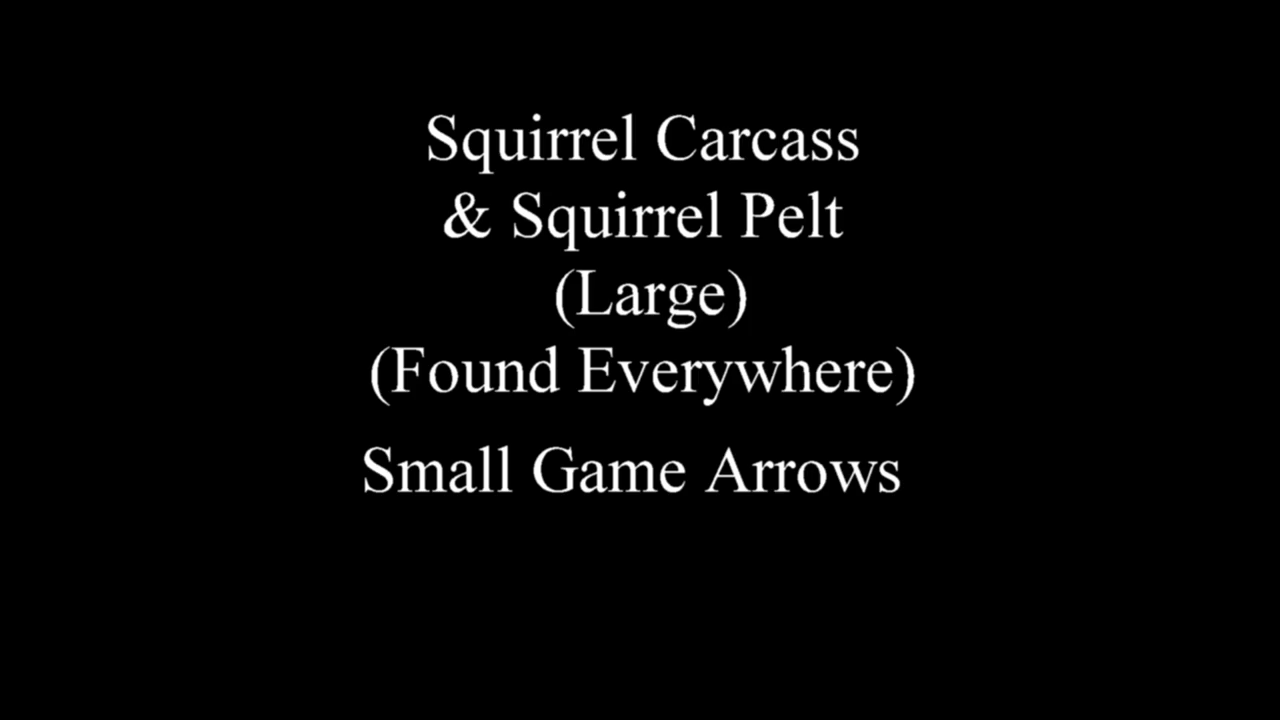 Squirrel Carcass
& Squirrel Pelt
(Large)
(Found Everywhere)
Small Game Arrows